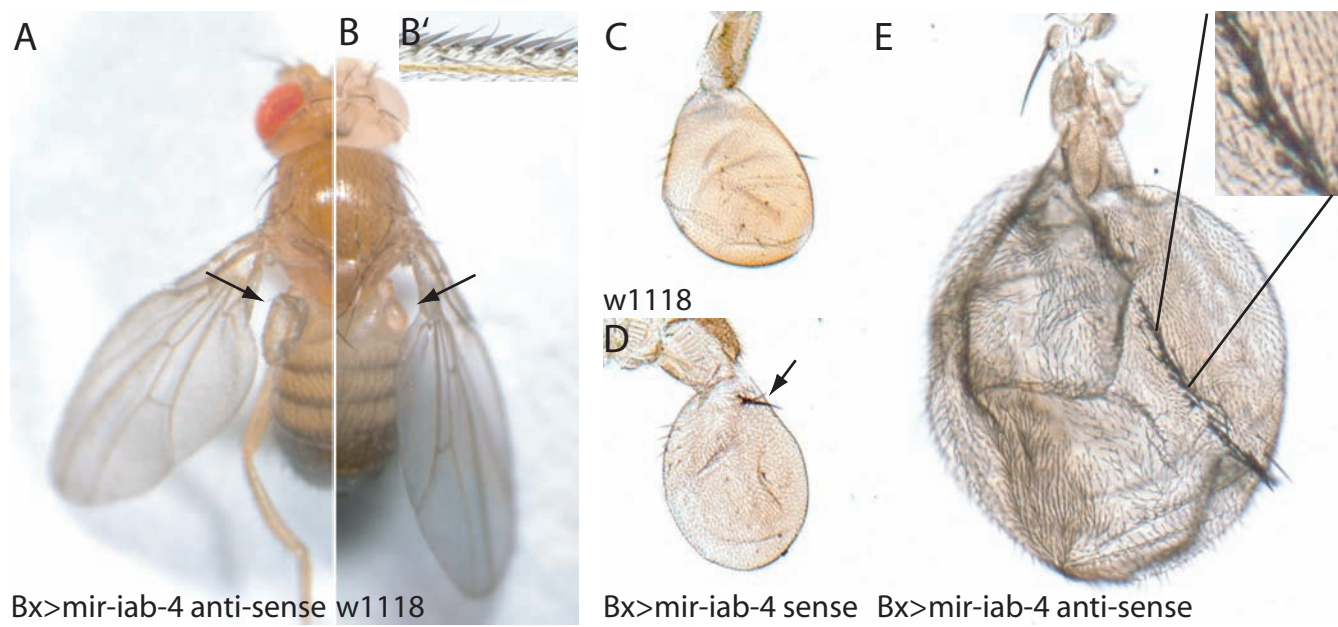 A
B
B'
C
E
w1118
D
Bx>mir-iab-4 anti-sense
w1118
Bx>mir-iab-4 sense
Bx>mir-iab-4 anti-sense